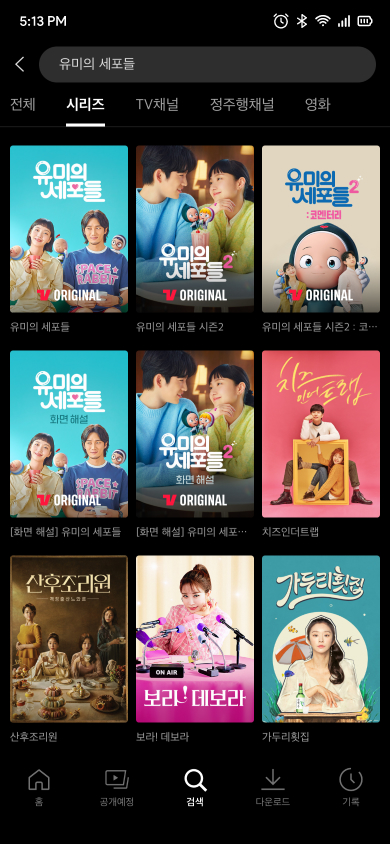 5:13 PM
유미의 세포들
전체
시리즈
TV채널
정주행채널
영화
유미의
세포들
SPACE
RABBIT
ORIGINAL
유미의 세포들
유미의
세포들2
ORIGINAL
유미의 세포들 시즌2
유미의
세포들2
:코멘터리
ORIGINAL
유미의 세포들 시즌2 : 코…
유미의
세포들
화면 해설
SPACE
RABBIT
ORIGINAL
[화면 해설] 유미의 세포들
유미의
세포들2
화면 해설
ORIGINAL
[화면 해설] 유미의 세포…
치즈
인더
트랩
치즈인더트랩
산후조리원
산후조리원
ON AIR
보라! 데보라
보라! 데보라
가두리횟집
가두리횟집
홈
공개예정
검색
다운로드
기록